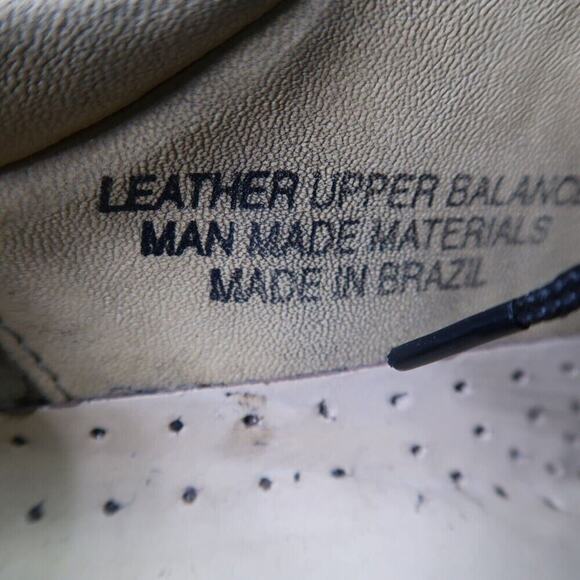 LEATHER UPPER BALANC
MAN MADE MATERIALS
MADE IN BRAZIL